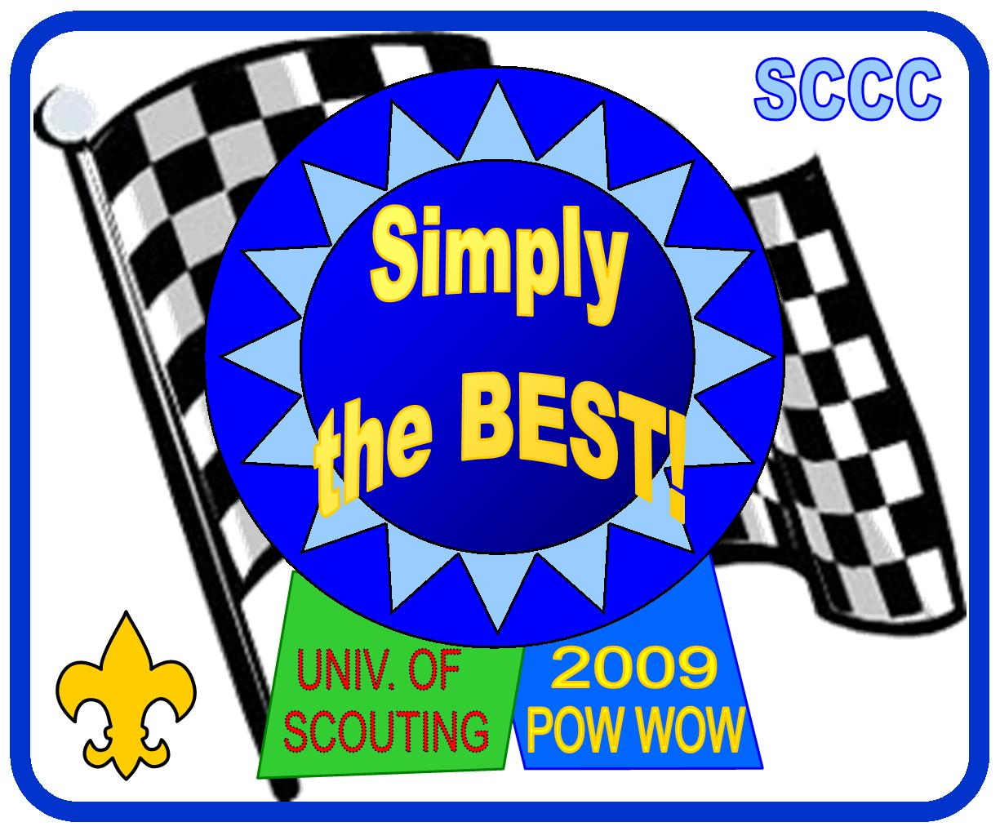 SCCC
Simply
the BEST!
UNIV. OF
SCOUTING
2009
POW WOW